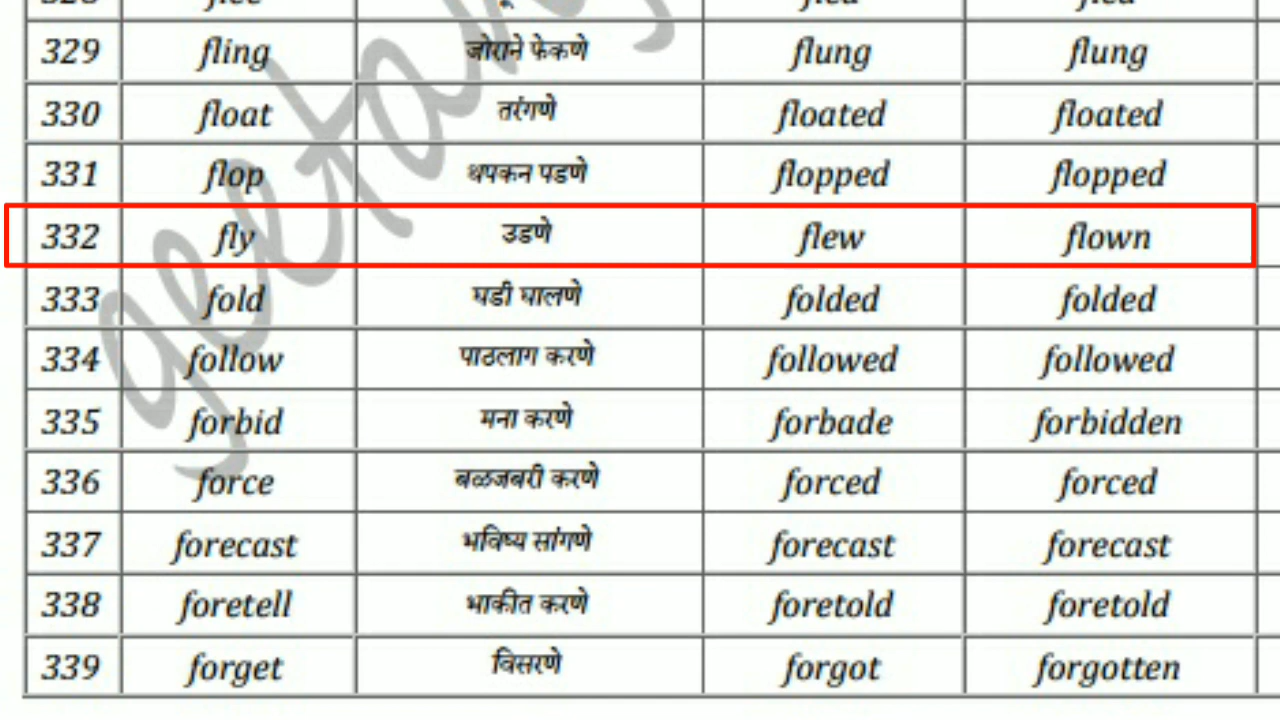 329 fling जोराने फेकणे flung flung
330 float तरंगणे floated floated
331 flop थपकन पडणे flopped flopped
332 fly उडणे flew flown
333 fold घडी घालणे folded folded
334 follow पाठलाग करणे followed followed
335 forbid मना करणे forbade forbidden
336 force बळजबरी करणे forced forced
337 forecast भविष्य सांगणे forecast forecast
338 foretell भाकीत करणे foretold foretold
339 forget विसरणे forgot forgotten